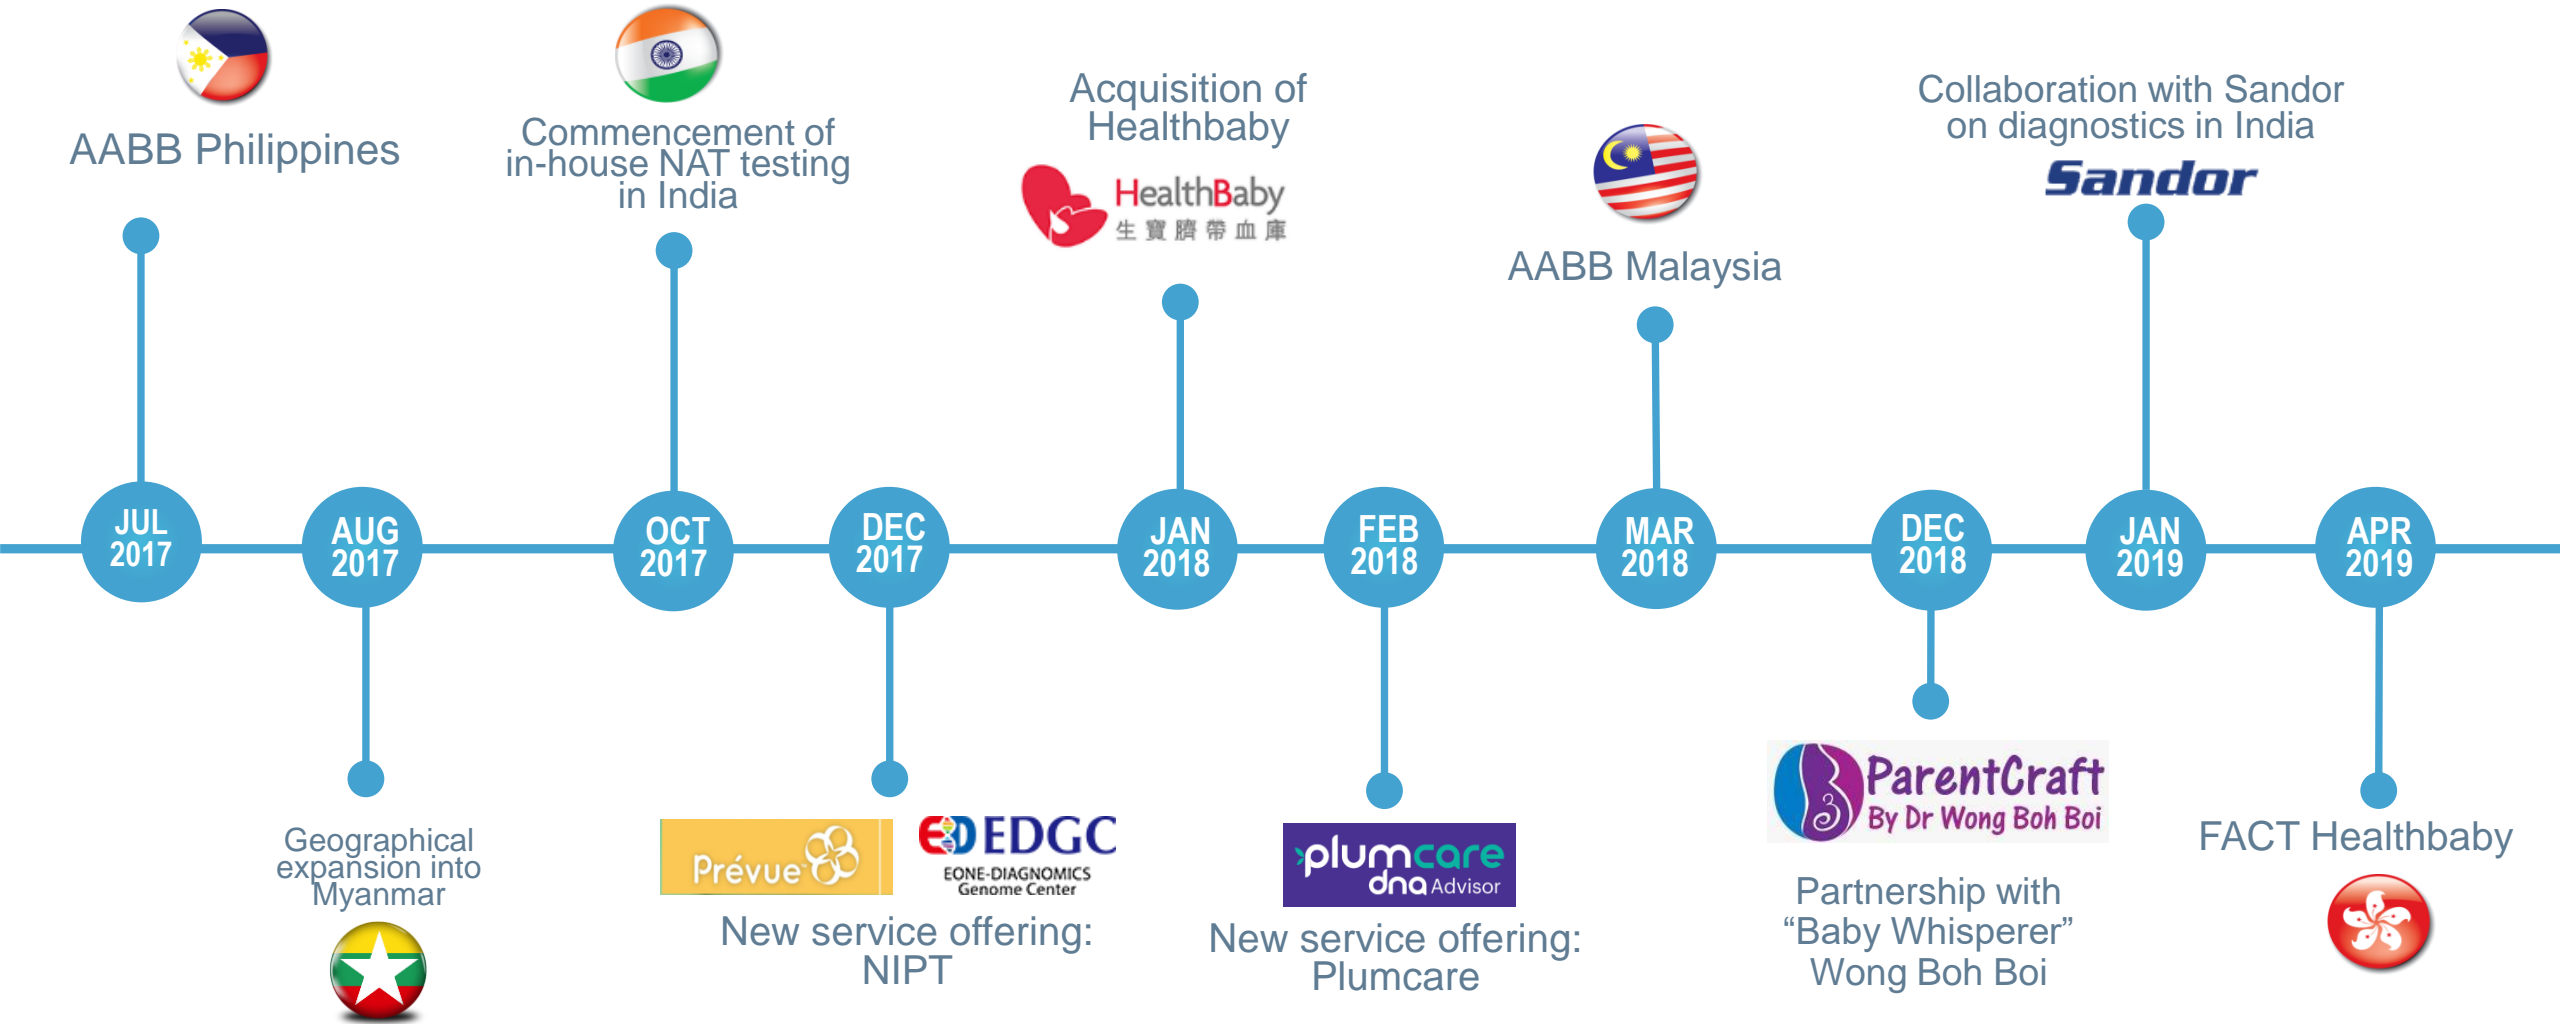 AABB Philippines
Commencement of
in-house NAT testing
in India
Acquisition of
Healthbaby
HealthBaby
生寶臍帶血庫
AABB Malaysia
Collaboration with Sandor
on diagnostics in India
Sandor
JUL
2017
AUG
2017
OCT
2017
DEC
2017
JAN
2018
FEB
2018
MAR
2018
DEC
2018
JAN
2019
APR
2019
Geographical
expansion into
Myanmar
Prévue™
EDGC
EONE-DIAGNOMICS
Genome Center
New service offering:
NIPT
plumcare
dna Advisor
New service offering:
Plumcare
ParentCraft
By Dr Wong Boh Boi
Partnership with
“Baby Whisperer”
Wong Boh Boi
FACT Healthbaby